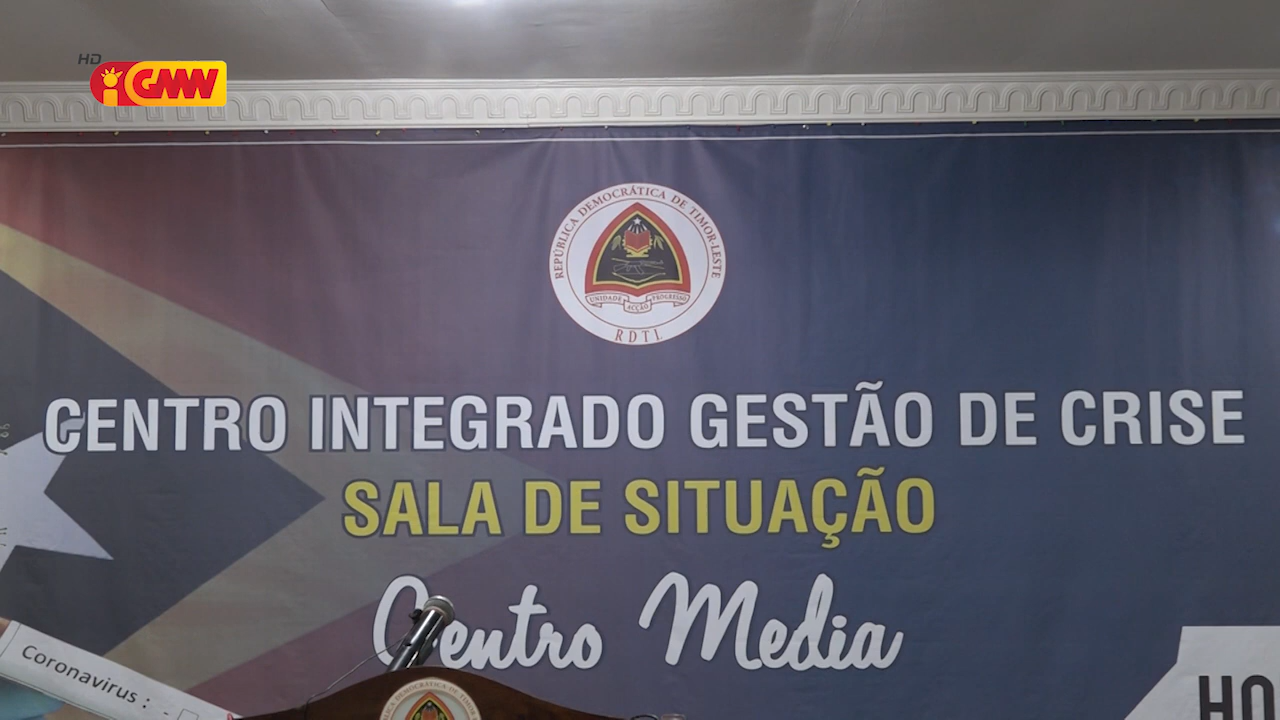 HD
GMN
REPÚBLICA DEMOCRÁTICA DE TIMOR-LESTE
UNIDADE ACÇÃO PROGRESSO
RDTL
CENTRO INTEGRADO GESTÃO DE CRISE
SALA DE SITUAÇÃO
Centro Media
Coronavirus : -